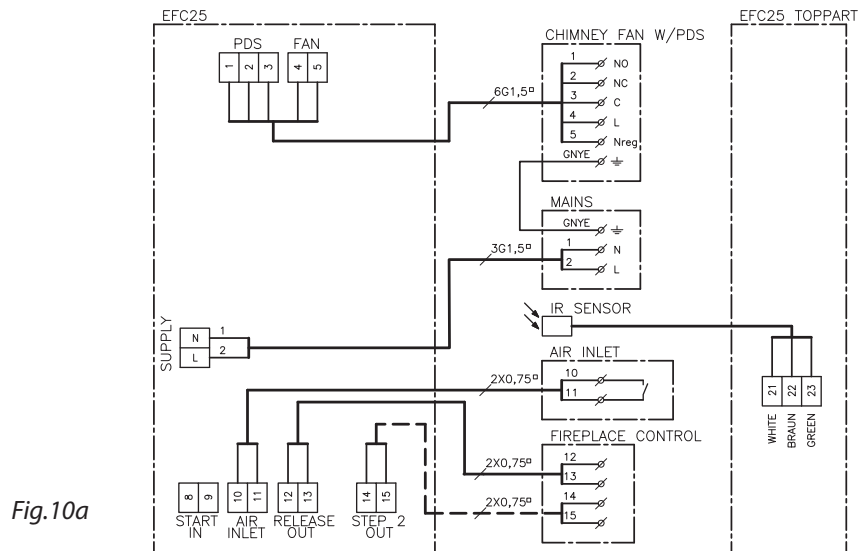 EFC25
EFC25 TOPPART
PDS FAN
1 2 3 4 5
CHIMNEY FAN W/PDS
1 NO
2 NC
6G1,5▫ 3 C
4 L
5 Nreg
GNYE
MAINS
GNYE
3G1,5▫ 1 N
2 L
IR SENSOR
SUPPLY
N 1
L 2
AIR INLET
2X0,75▫ 10
11
21 22 23
WHITE
BRAUN
GREEN
FIREPLACE CONTROL
2X0,75▫ 12
13
2X0,75▫ 14
15
8 9 10 11 12 13 14 15
START IN
AIR INLET
RELEASE OUT
STEP 2 OUT
Fig.10a